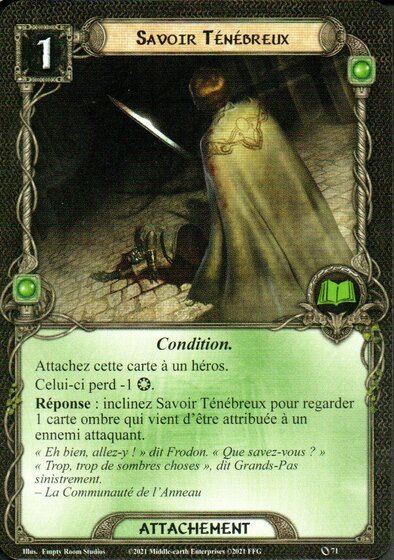 1
Savoir Ténébreux
Condition.
Attachez cette carte à un héros.
Celui-ci perd -1 .
Réponse : inclinez Savoir Ténébreux pour regarder
1 carte ombre qui vient d'être attribuée à un
ennemi attaquant.
« Eh bien, allez-y ! » dit Frodon. « Que savez-vous ? »
« Trop, trop de sombres choses », dit Grands-Pas
sinistrement.
– La Communauté de l'Anneau
ATTACHEMENT
Illus. Empty Room Studios ©2021 Middle-earth Enterprises ©2021 FFG 71